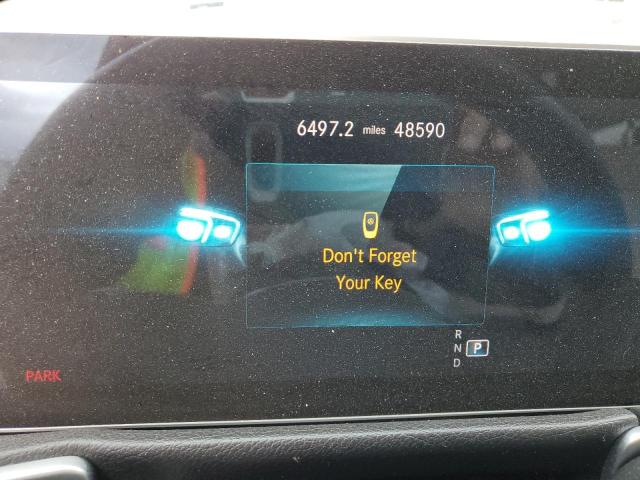 6497.2 miles 48590
Don't Forget
Your Key
R
N P
D
PARK